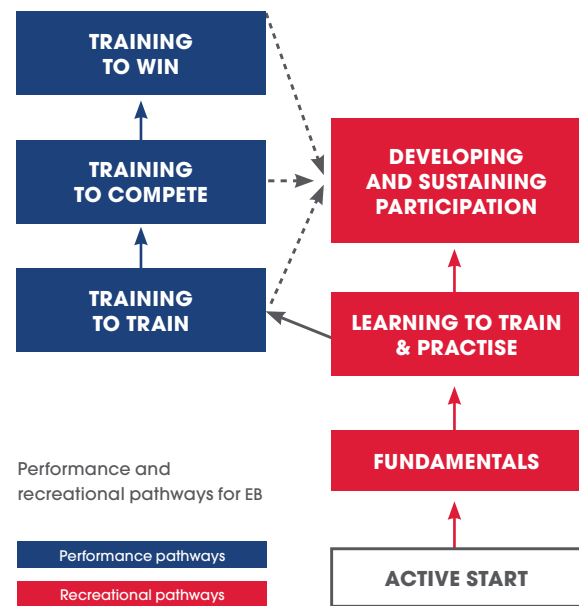 TRAINING
TO WIN
TRAINING
TO COMPETE
TRAINING
TO TRAIN
DEVELOPING
AND SUSTAINING
PARTICIPATION
LEARNING TO TRAIN
& PRACTISE
FUNDAMENTALS
ACTIVE START
Performance and
recreational pathways for EB
Performance pathways
Recreational pathways